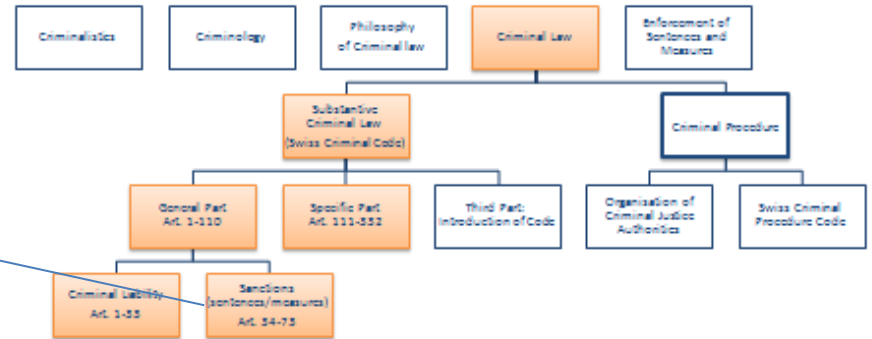 Criminalistics
Criminology
Philosophy
of Criminal law
Criminal Law
Enforcement of
Sentences and
Measures
Substantive
Criminal Law
(Swiss Criminal Code)
Criminal Procedure
General Part
Art. 1-110
Specific Part
Art. 111-332
Third Part:
Introduction of Code
Organisation of
Criminal Justice
Authorities
Swiss Criminal
Procedure Code
Criminal Liability
Art. 1-33
Sanctions
(sentences/measures)
Art. 34-73